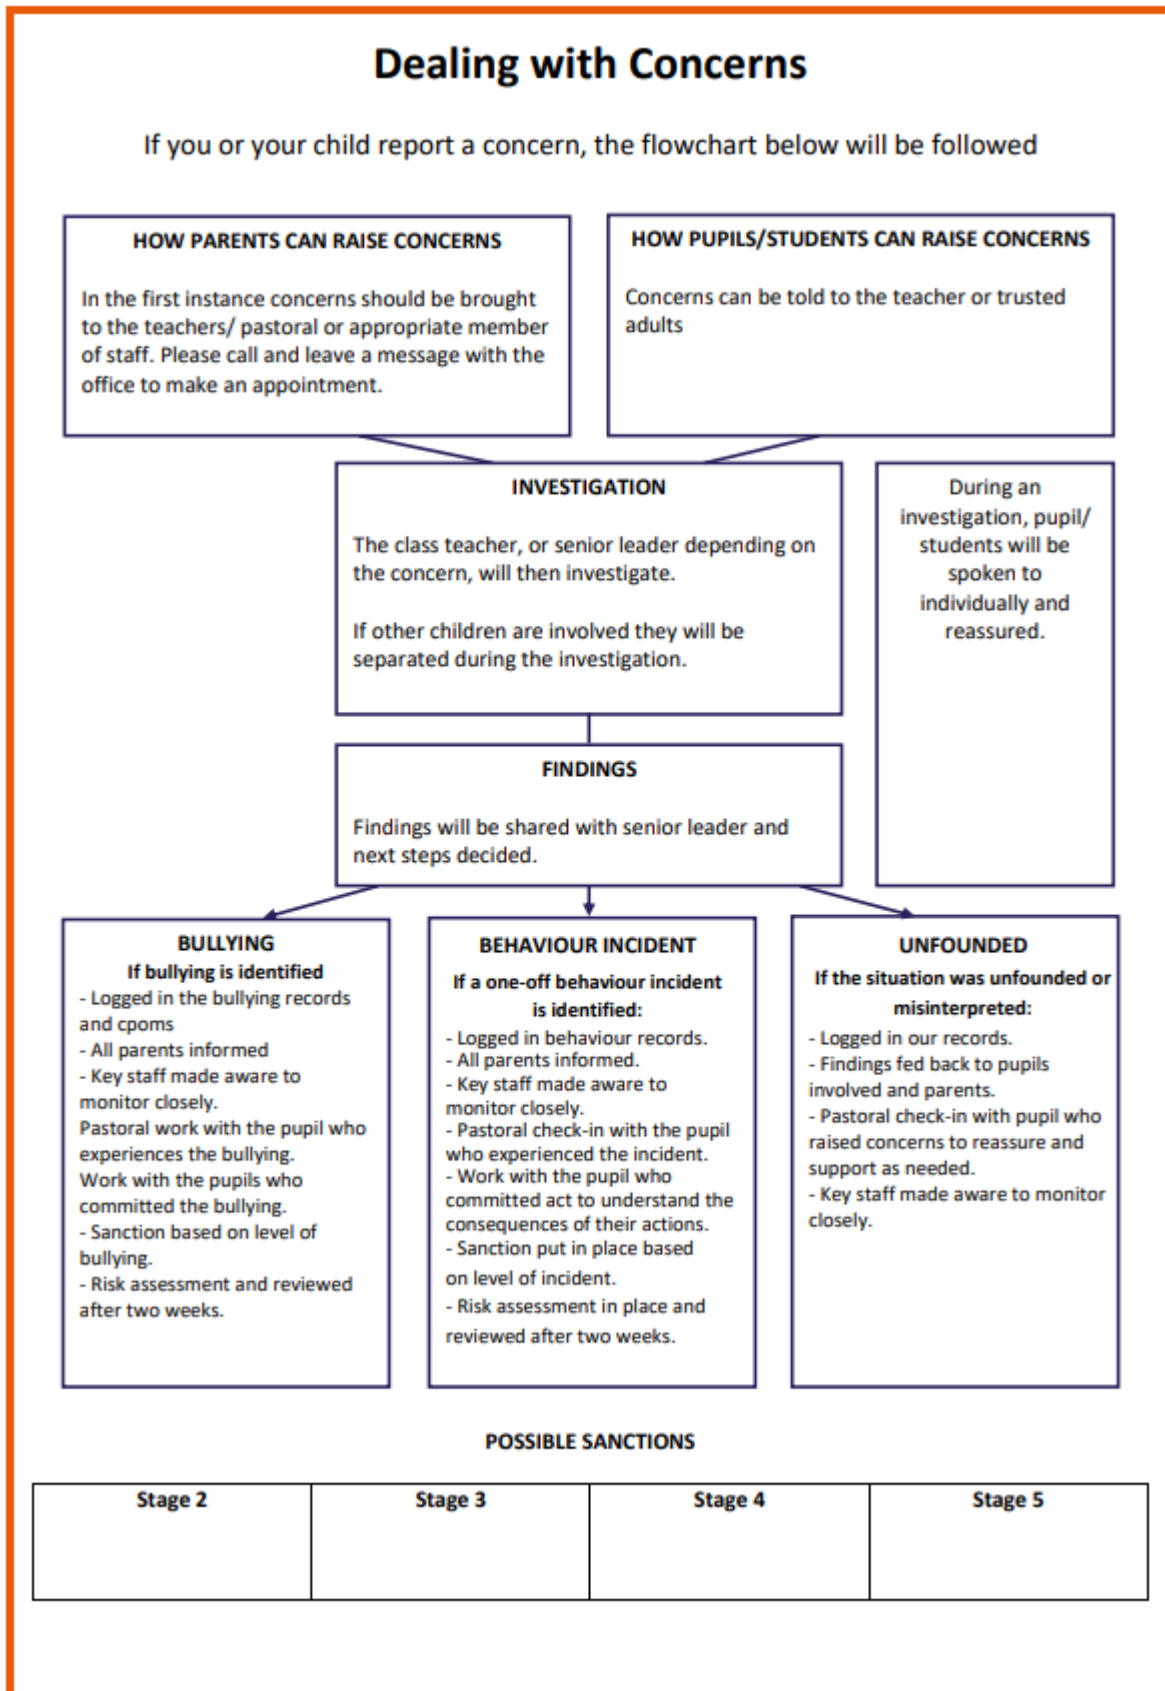 Dealing with Concerns
If you or your child report a concern, the flowchart below will be followed
HOW PARENTS CAN RAISE CONCERNS
In the first instance concerns should be brought
to the teachers/ pastoral or appropriate member
of staff. Please call and leave a message with the
office to make an appointment.
HOW PUPILS/STUDENTS CAN RAISE CONCERNS
Concerns can be told to the teacher or trusted
adults
INVESTIGATION
The class teacher, or senior leader depending on
the concern, will then investigate.
If other children are involved they will be
separated during the investigation.
During an
investigation, pupil/
students will be
spoken to
individually and
reassured.
FINDINGS
Findings will be shared with senior leader and
next steps decided.
BULLYING
If bullying is identified
- Logged in the bullying records
and cpoms
- All parents informed
- Key staff made aware to
monitor closely.
Pastoral work with the pupil who
experiences the bullying.
Work with the pupils who
committed the bullying.
- Sanction based on level of
bullying.
- Risk assessment and reviewed
after two weeks.
BEHAVIOUR INCIDENT
If a one-off behaviour incident
is identified:
- Logged in behaviour records.
- All parents informed.
- Key staff made aware to
monitor closely.
- Pastoral check-in with the pupil
who experienced the incident.
- Work with the pupil who
committed act to understand the
consequences of their actions.
- Sanction put in place based
on level of incident.
- Risk assessment in place and
reviewed after two weeks.
UNFOUNDED
If the situation was unfounded or
misinterpreted:
- Logged in our records.
- Findings fed back to pupils
involved and parents.
- Pastoral check-in with pupil who
raised concerns to reassure and
support as needed.
- Key staff made aware to monitor
closely.
POSSIBLE SANCTIONS
Stage 2
Stage 3
Stage 4
Stage 5